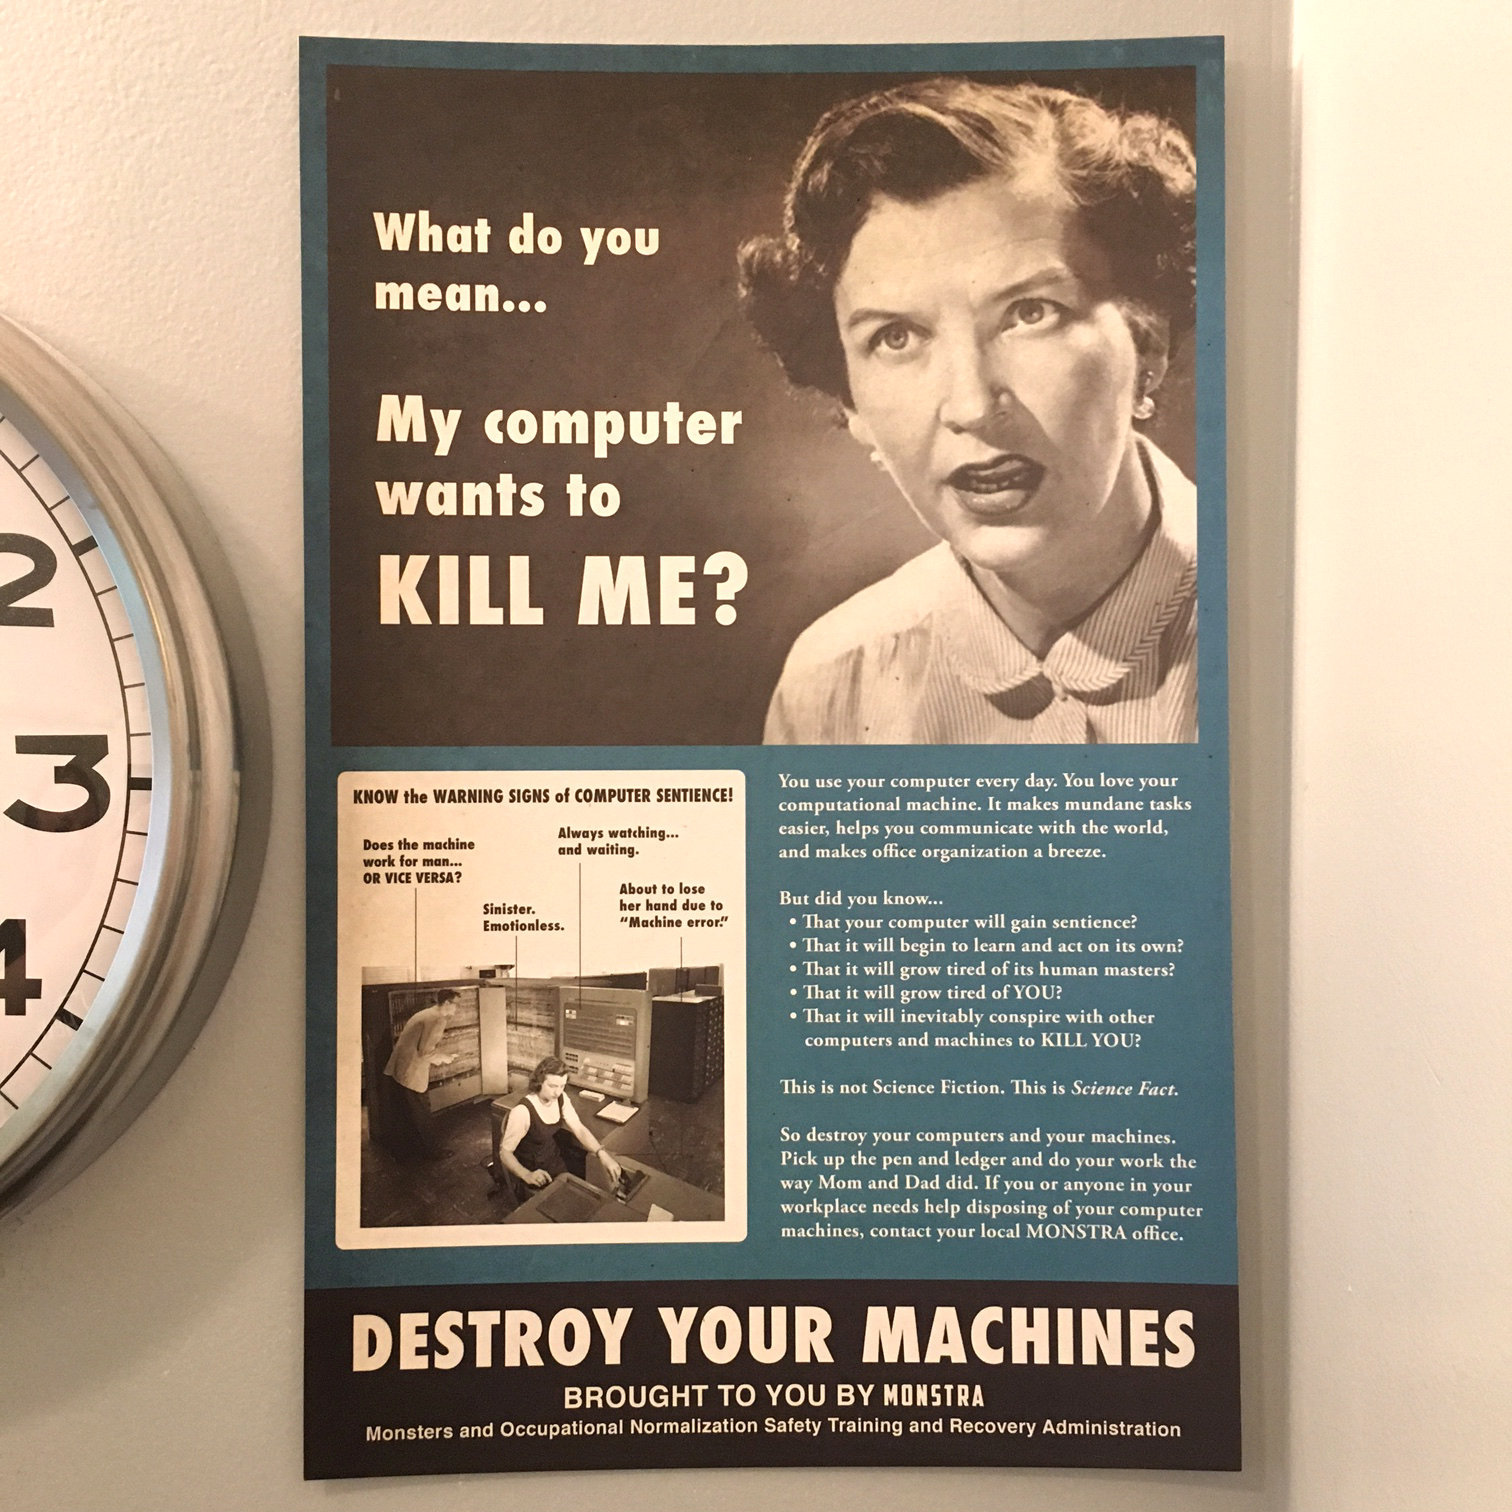 What do you
mean...
My computer
wants to
KILL ME?
KNOW the WARNING SIGNS of COMPUTER SENTIENCE!
Does the machine
work for man...
OR VICE VERSA?
Sinister.
Emotionless.
Always watching...
and waiting.
About to lose
her hand due to
“Machine error.”
You use your computer every day. You love your
computational machine. It makes mundane tasks
easier, helps you communicate with the world,
and makes office organization a breeze.
But did you know...
• That your computer will gain sentience?
• That it will begin to learn and act on its own?
• That it will grow tired of its human masters?
• That it will grow tired of YOU?
• That it will inevitably conspire with other
computers and machines to KILL YOU?
This is not Science Fiction. This is Science Fact.
So destroy your computers and your machines.
Pick up the pen and ledger and do your work the
way Mom and Dad did. If you or anyone in your
workplace needs help disposing of your computer
machines, contact your local MONSTRA office.
DESTROY YOUR MACHINES
BROUGHT TO YOU BY MONSTRA
Monsters and Occupational Normalization Safety Training and Recovery Administration
2
3
4